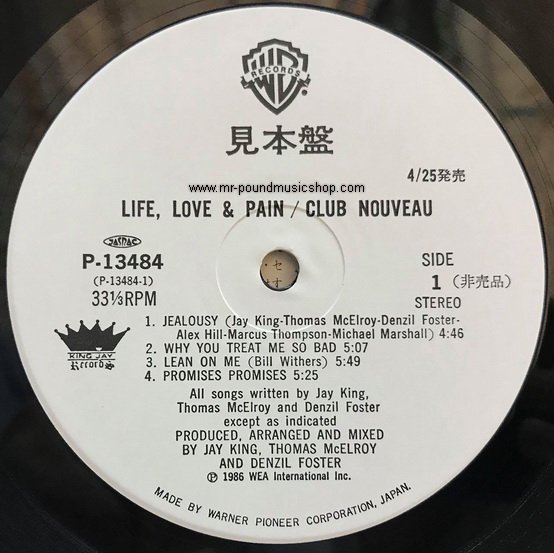 WB
RECORDS
見本盤
4/25発売
www.mr-poundmusicshop.com
LIFE, LOVE & PAIN / CLUB NOUVEAU
JASRAC
P-13484
(P-13484-1)
33⅓RPM
SIDE
1 (非売品)
STEREO
KING JAY
Records
1. JEALOUSY (Jay King-Thomas McElroy-Denzil Foster-
Alex Hill-Marcus Thompson-Michael Marshall) 4:46
2. WHY YOU TREAT ME SO BAD 5:07
3. LEAN ON ME (Bill Withers) 5:49
4. PROMISES PROMISES 5:25
All songs written by Jay King,
Thomas McElroy and Denzil Foster
except as indicated
PRODUCED, ARRANGED AND MIXED
BY JAY KING, THOMAS McELROY
AND DENZIL FOSTER
Ⓟ 1986 WEA International Inc.
MADE BY WARNER PIONEER CORPORATION, JAPAN.